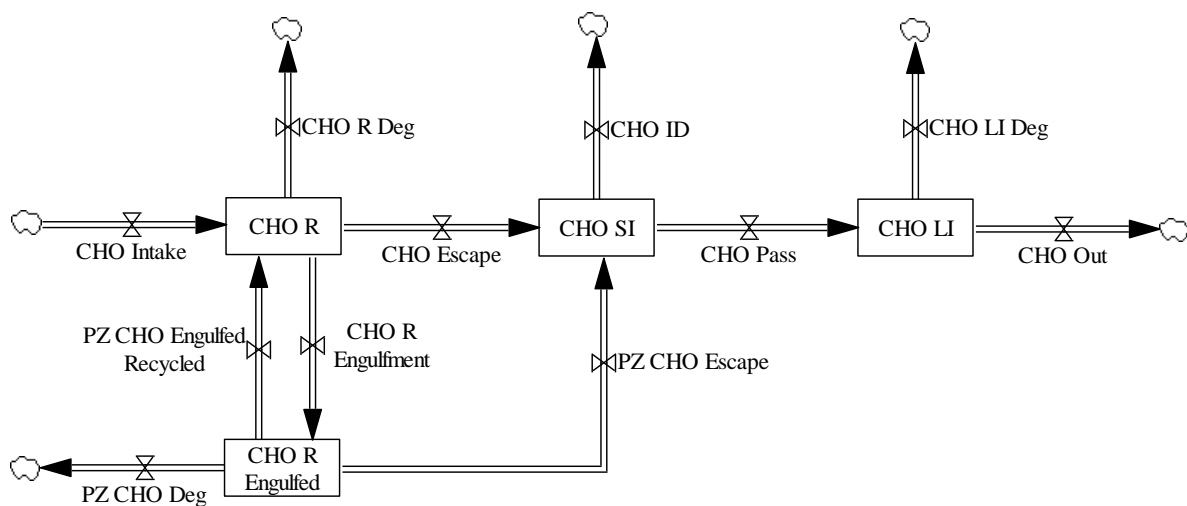 CHO R Deg
CHO ID
CHO LI Deg
CHO R
CHO SI
CHO LI
CHO Intake
CHO Escape
CHO Pass
CHO Out
PZ CHO Engulfed
Recycled
CHO R
Engulfment
PZ CHO Escape
CHO R
Engulfed
PZ CHO Deg